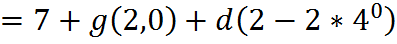 = 7 + g(2,0) + d(2 − 2 * 4⁰)